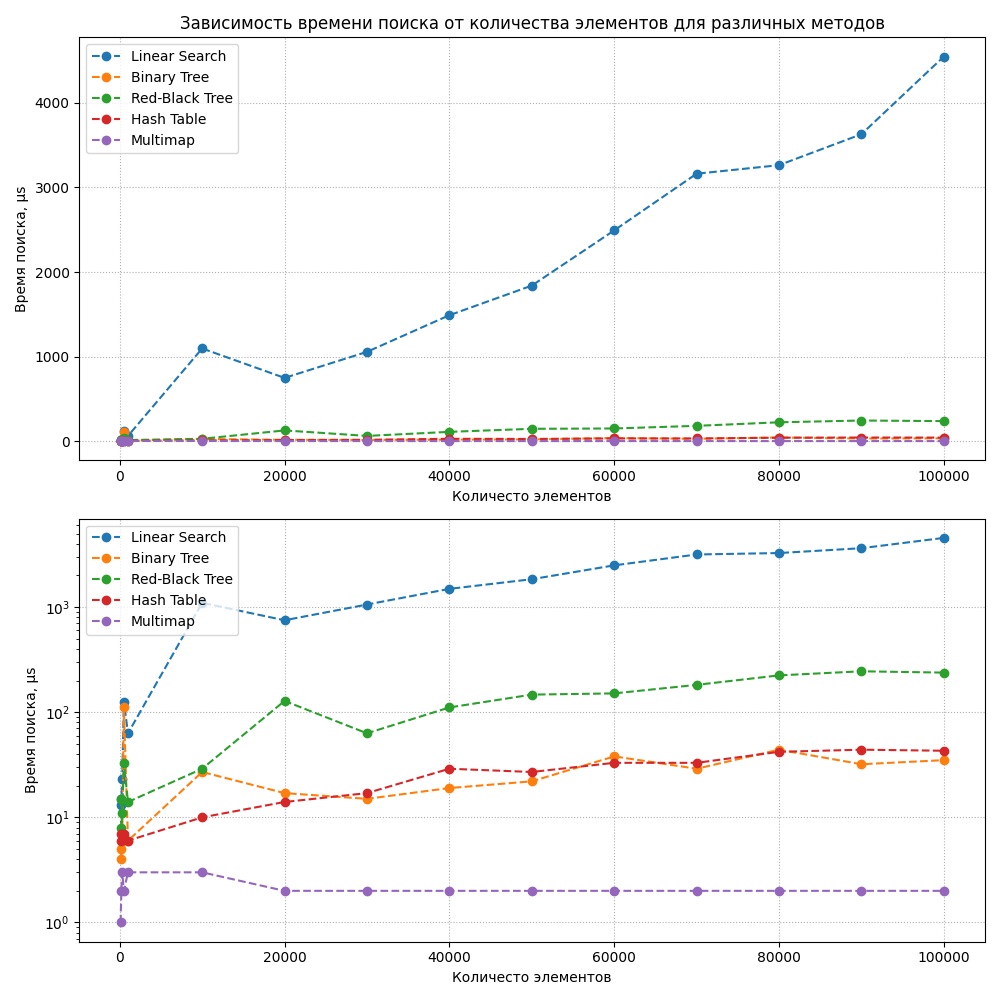 Зависимость времени поиска от количества элементов для различных методов
Linear Search
Binary Tree
Red-Black Tree
Hash Table
Multimap
4000
3000
2000
1000
0
Время поиска, µs
0 20000 40000 60000 80000 100000
Количесто элементов
Linear Search
Binary Tree
Red-Black Tree
Hash Table
Multimap
10³
10²
10¹
10⁰
Время поиска, µs
0 20000 40000 60000 80000 100000
Количесто элементов